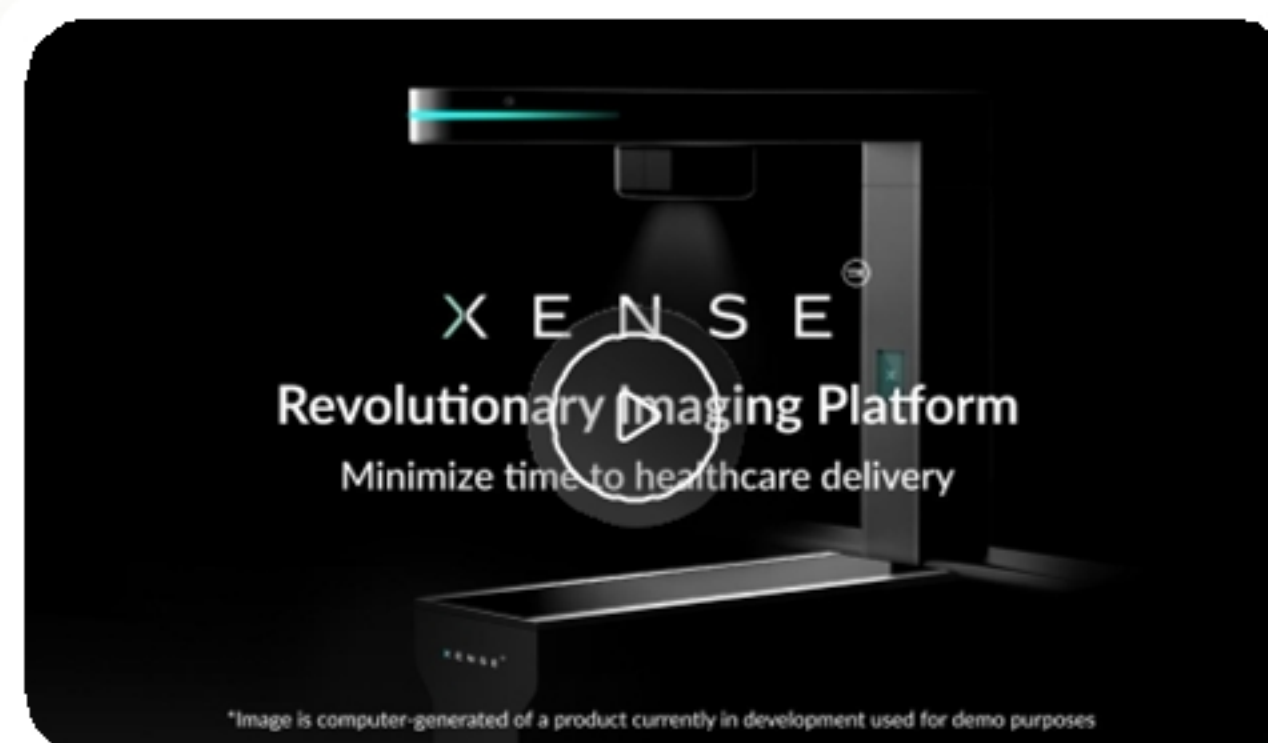 XENSE™
Revolutionary Imaging Platform
Minimize time to healthcare delivery
XENSE
*Image is computer-generated of a product currently in development used for demo purposes